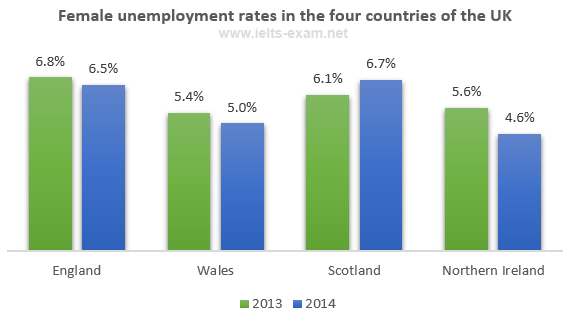 Female unemployment rates in the four countries of the UK
www.ielts-exam.net
6.8% 6.5% 5.4% 5.0% 6.1% 6.7% 5.6% 4.6%
England Wales Scotland Northern Ireland
2013 2014